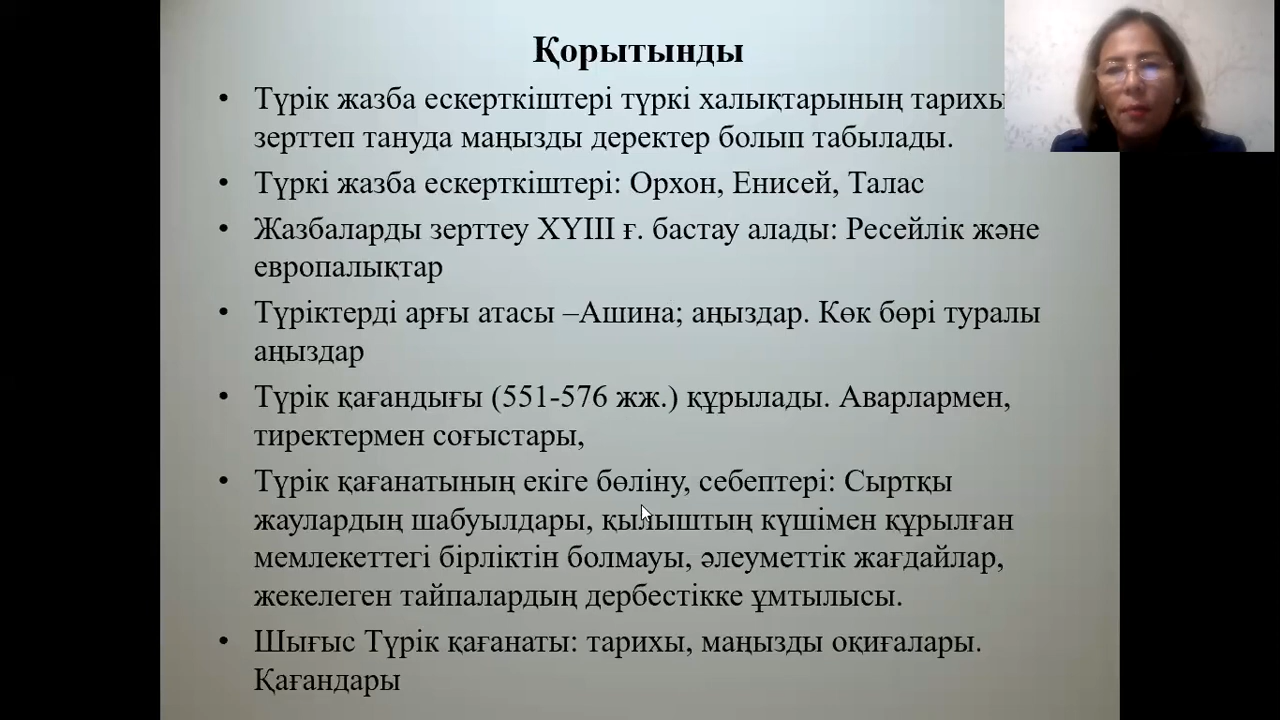 Қорытынды
• Түрік жазба ескерткіштері түркі халықтарының тарихы
зерттеп тануда маңызды деректер болып табылады.
• Түркі жазба ескерткіштері: Орхон, Енисей, Талас
• Жазбаларды зерттеу ХҮІІІ ғ. бастау алады: Ресейлік және
европалықтар
• Түріктерді арғы атасы –Ашина; аңыздар. Көк бөрі туралы
аңыздар
• Түрік қағандығы (551-576 жж.) құрылады. Аварлармен,
тиректермен соғыстары,
• Түрік қағанатының екіге бөліну, себептері: Сыртқы
жаулардың шабуылдары, қылыштың күшімен құрылған
мемлекеттегі бірліктін болмауы, әлеуметтік жағдайлар,
жекелеген тайпалардың дербестікке ұмтылысы.
• Шығыс Түрік қағанаты: тарихы, маңызды оқиғалары.
Қағандары